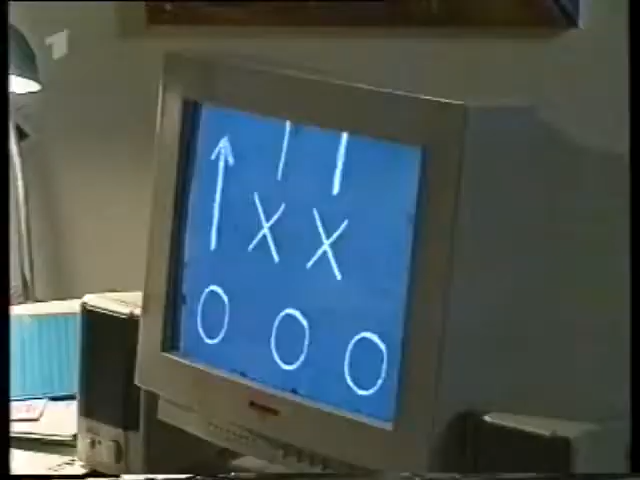 1
↑ | |
X X
O O O